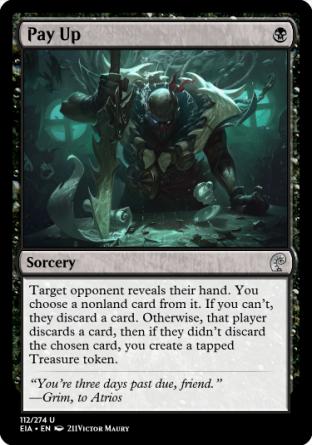 Pay Up
Sorcery
Target opponent reveals their hand. You
choose a nonland card from it. If you can't,
they discard a card. Otherwise, that player
discards a card, then if they didn't discard
the chosen card, you create a tapped
Treasure token.
"You're three days past due, friend."
—Grim, to Atrios
112/274 U
EIA • EN 211Victor Maury